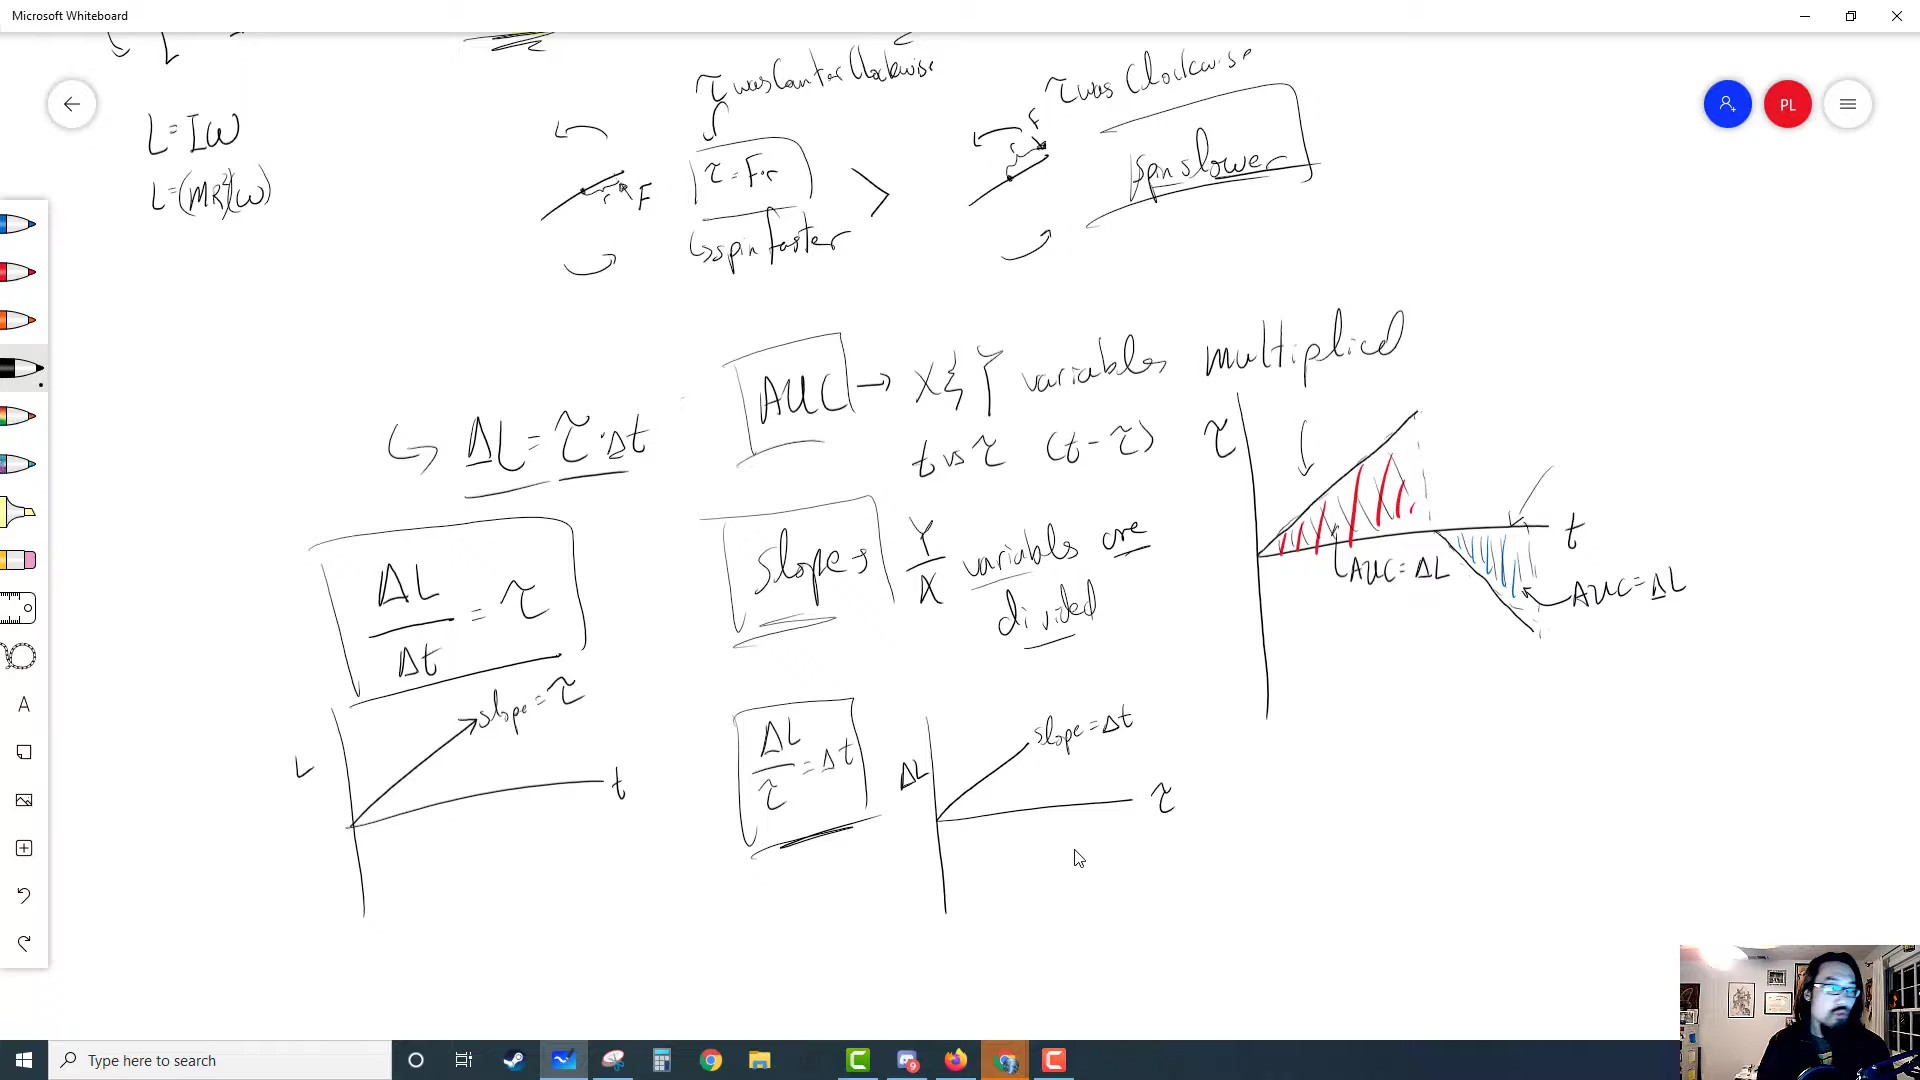 Microsoft Whiteboard
PL
τ was Counter Clockwise
τ was Clockwise
L = Iω
L = (MR²)(ω)
F
r
τ = F·r
↳ spin faster
F
r
spin slower
AUC → X & Y variables multiplied
↳ ΔL = τ·Δt
t vs τ (t - τ)
τ
t
AUC = ΔL
AUC = ΔL
Slope → Y/X variables are divided
ΔL/Δt = τ
slope = τ
L
t
ΔL/τ = Δt
ΔL
slope = Δt
τ
A
Type here to search
9